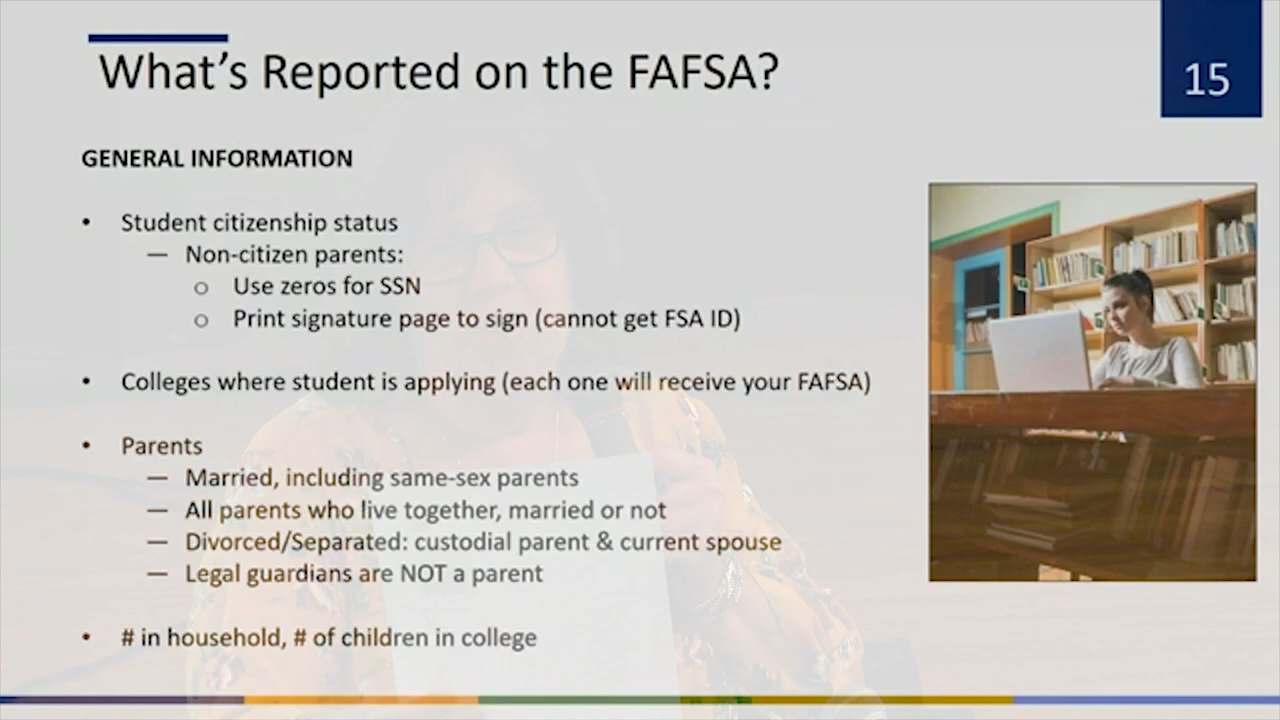 What's Reported on the FAFSA?
15
GENERAL INFORMATION
• Student citizenship status
— Non-citizen parents:
o Use zeros for SSN
o Print signature page to sign (cannot get FSA ID)
• Colleges where student is applying (each one will receive your FAFSA)
• Parents
— Married, including same-sex parents
— All parents who live together, married or not
— Divorced/Separated: custodial parent & current spouse
— Legal guardians are NOT a parent
• # in household, # of children in college